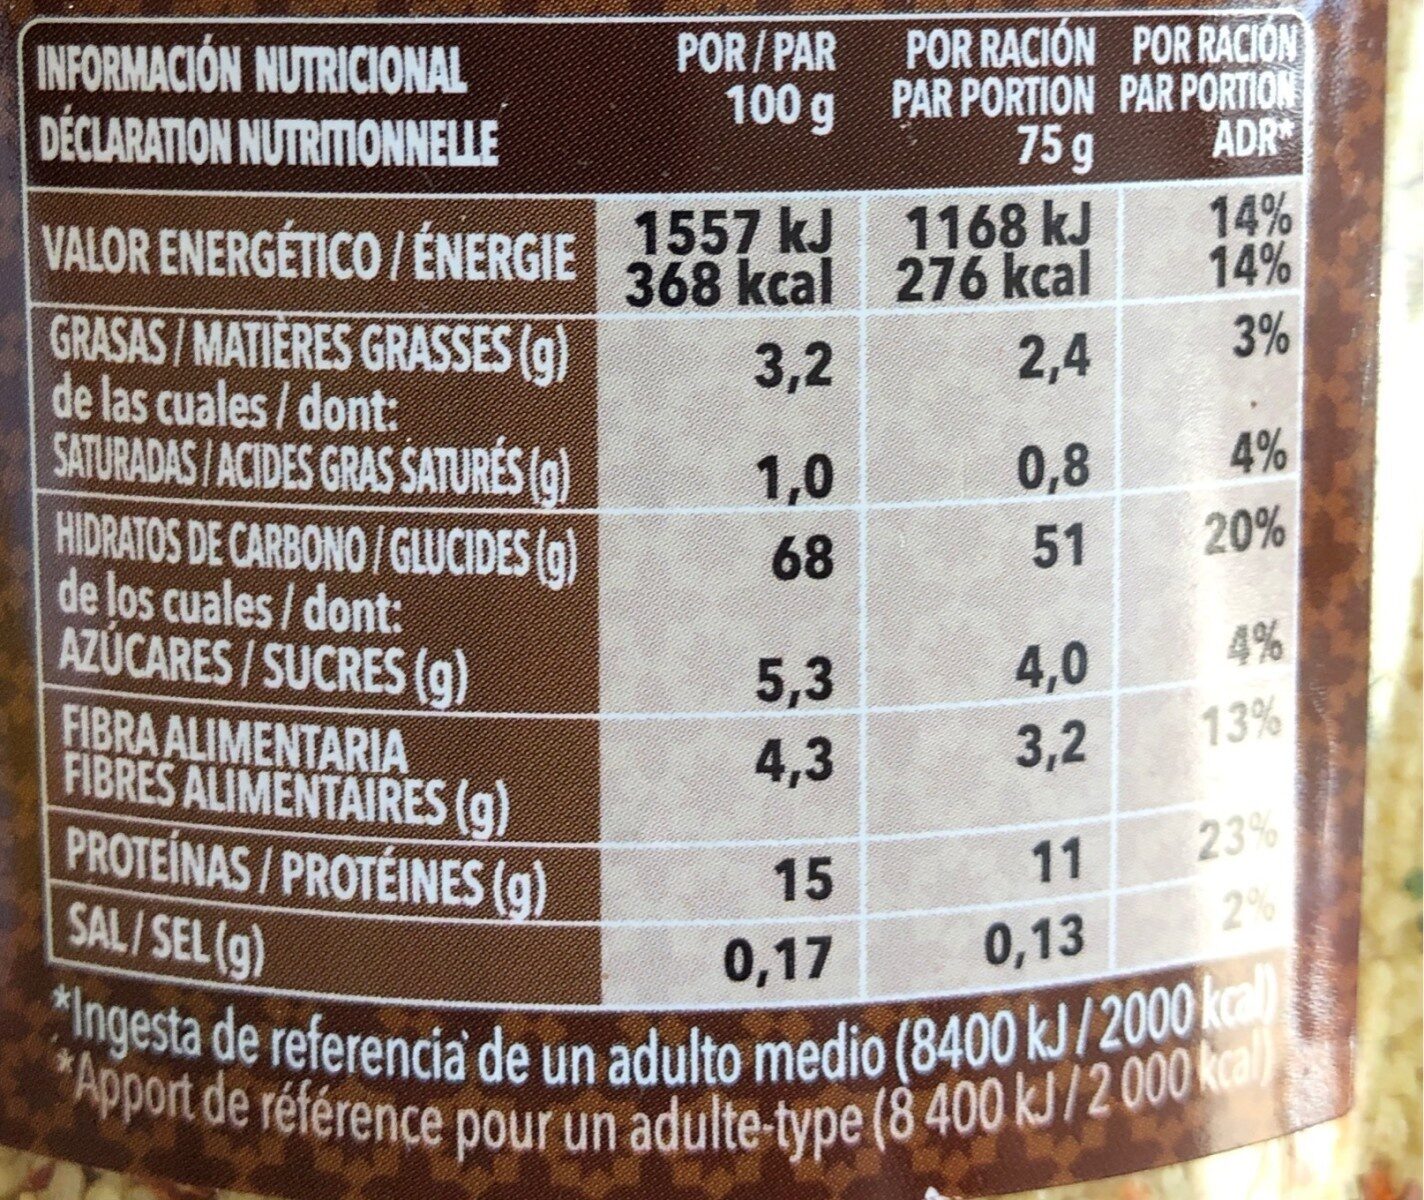 INFORMACIÓN NUTRICIONAL
DÉCLARATION NUTRITIONNELLE
POR / PAR
100 g
POR RACIÓN
PAR PORTION
75 g
POR RACIÓN
PAR PORTION
ADR*
VALOR ENERGÉTICO / ÉNERGIE 1557 kJ 1168 kJ 14%
368 kcal 276 kcal 14%
GRASAS / MATIÈRES GRASSES (g) 3,2 2,4 3%
de las cuales / dont:
SATURADAS / ACIDES GRAS SATURÉS (g) 1,0 0,8 4%
HIDRATOS DE CARBONO / GLUCIDES (g) 68 51 20%
de los cuales / dont:
AZÚCARES / SUCRES (g) 5,3 4,0 4%
FIBRA ALIMENTARIA
FIBRES ALIMENTAIRES (g) 4,3 3,2 13%
PROTEÍNAS / PROTÉINES (g) 15 11 23%
SAL / SEL (g) 0,17 0,13 2%
*Ingesta de referencia de un adulto medio (8400 kJ / 2000 kcal)
*Apport de référence pour un adulte-type (8 400 kJ / 2 000 kcal)